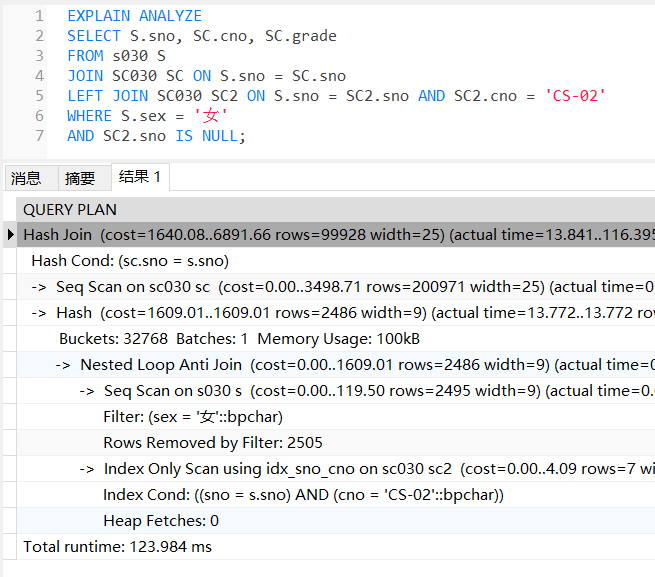 1 EXPLAIN ANALYZE
2 SELECT S.sno, SC.cno, SC.grade
3 FROM s030 S
4 JOIN SC030 SC ON S.sno = SC.sno
5 LEFT JOIN SC030 SC2 ON S.sno = SC2.sno AND SC2.cno = 'CS-02'
6 WHERE S.sex = '女'
7 AND SC2.sno IS NULL;
消息 摘要 结果 1
QUERY PLAN
Hash Join (cost=1640.08..6891.66 rows=99928 width=25) (actual time=13.841..116.395
Hash Cond: (sc.sno = s.sno)
-> Seq Scan on sc030 sc (cost=0.00..3498.71 rows=200971 width=25) (actual time=0
-> Hash (cost=1609.01..1609.01 rows=2486 width=9) (actual time=13.772..13.772 row
Buckets: 32768 Batches: 1 Memory Usage: 100kB
-> Nested Loop Anti Join (cost=0.00..1609.01 rows=2486 width=9) (actual time=0
-> Seq Scan on s030 s (cost=0.00..119.50 rows=2495 width=9) (actual time=0.
Filter: (sex = '女'::bpchar)
Rows Removed by Filter: 2505
-> Index Only Scan using idx_sno_cno on sc030 sc2 (cost=0.00..4.09 rows=7 wi
Index Cond: ((sno = s.sno) AND (cno = 'CS-02'::bpchar))
Heap Fetches: 0
Total runtime: 123.984 ms